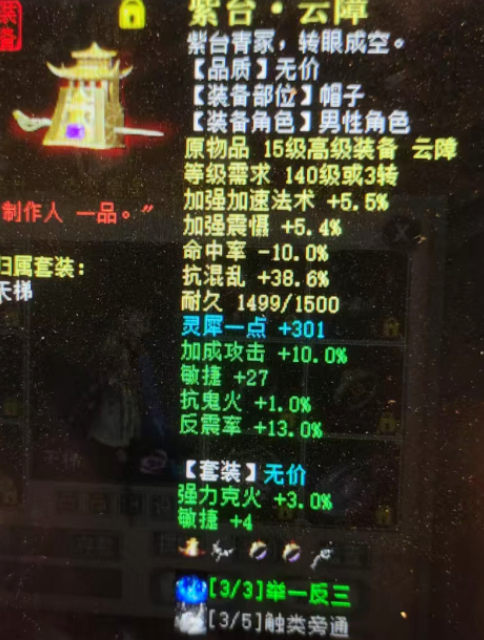 装备
紫台·云障
紫台青冢，转眼成空。
【品质】无价
【装备部位】帽子
【装备角色】男性角色
原物品 15级高级装备 云障
等级需求 140级或3转
加强加速法术 +5.5%
制作人 一品。”
加强震慑 +5.4%
命中率 -10.0%
归属套装：
抗混乱 +38.6%
天梯
耐久 1499/1500
灵犀一点 +301
加成攻击 +10.0%
敏捷 +27
抗鬼火 +1.0%
反震率 +13.0%
【套装】无价
强力克火 +3.0%
敏捷 +4
[3/3]举一反三
[3/5]触类旁通